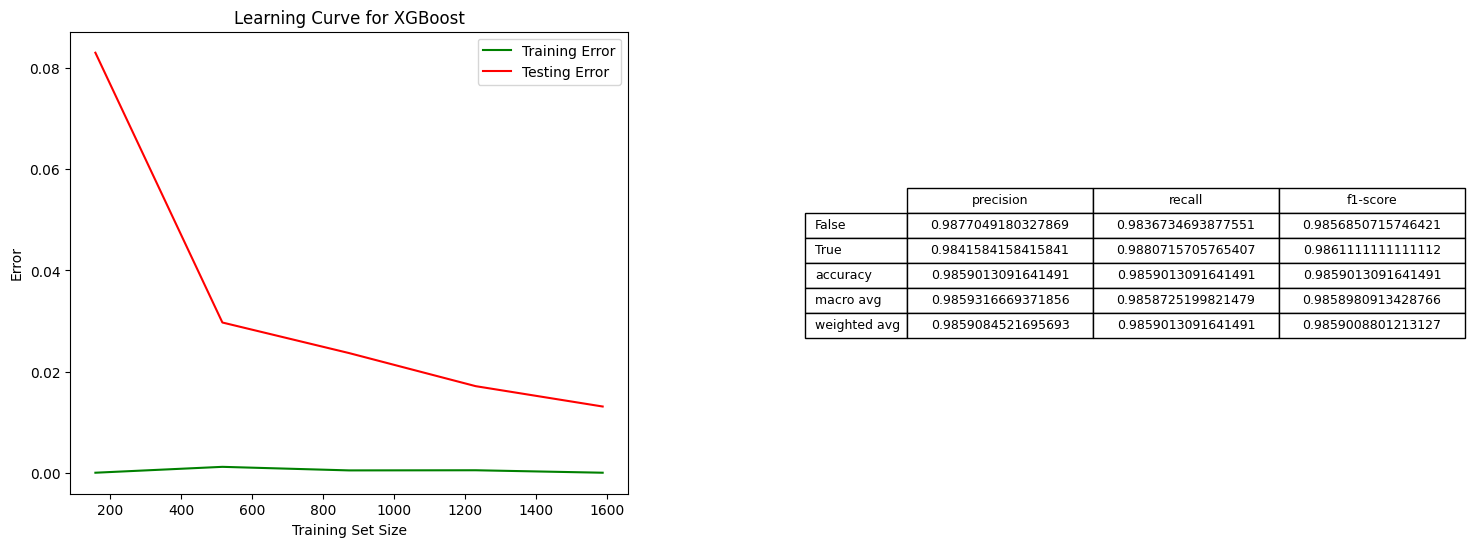 Learning Curve for XGBoost
Training Error
Testing Error
0.08
0.06
0.04
0.02
0.00
Error
200 400 600 800 1000 1200 1400 1600
Training Set Size
precision recall f1-score
False 0.9877049180327869 0.9836734693877551 0.9856850715746421
True 0.9841584158415841 0.9880715705765407 0.9861111111111112
accuracy 0.9859013091641491 0.9859013091641491 0.9859013091641491
macro avg 0.9859316669371856 0.9858725199821479 0.9858980913428766
weighted avg 0.9859084521695693 0.9859013091641491 0.9859008801213127